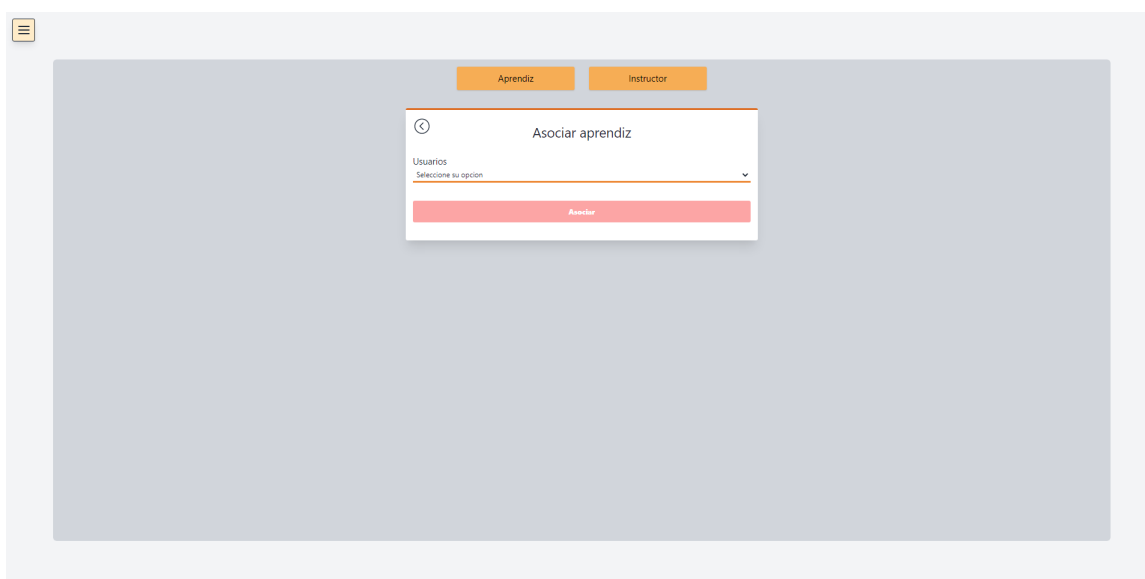 Aprendiz
Instructor
Asociar aprendiz
Usuarios
Seleccione su opcion
Asociar